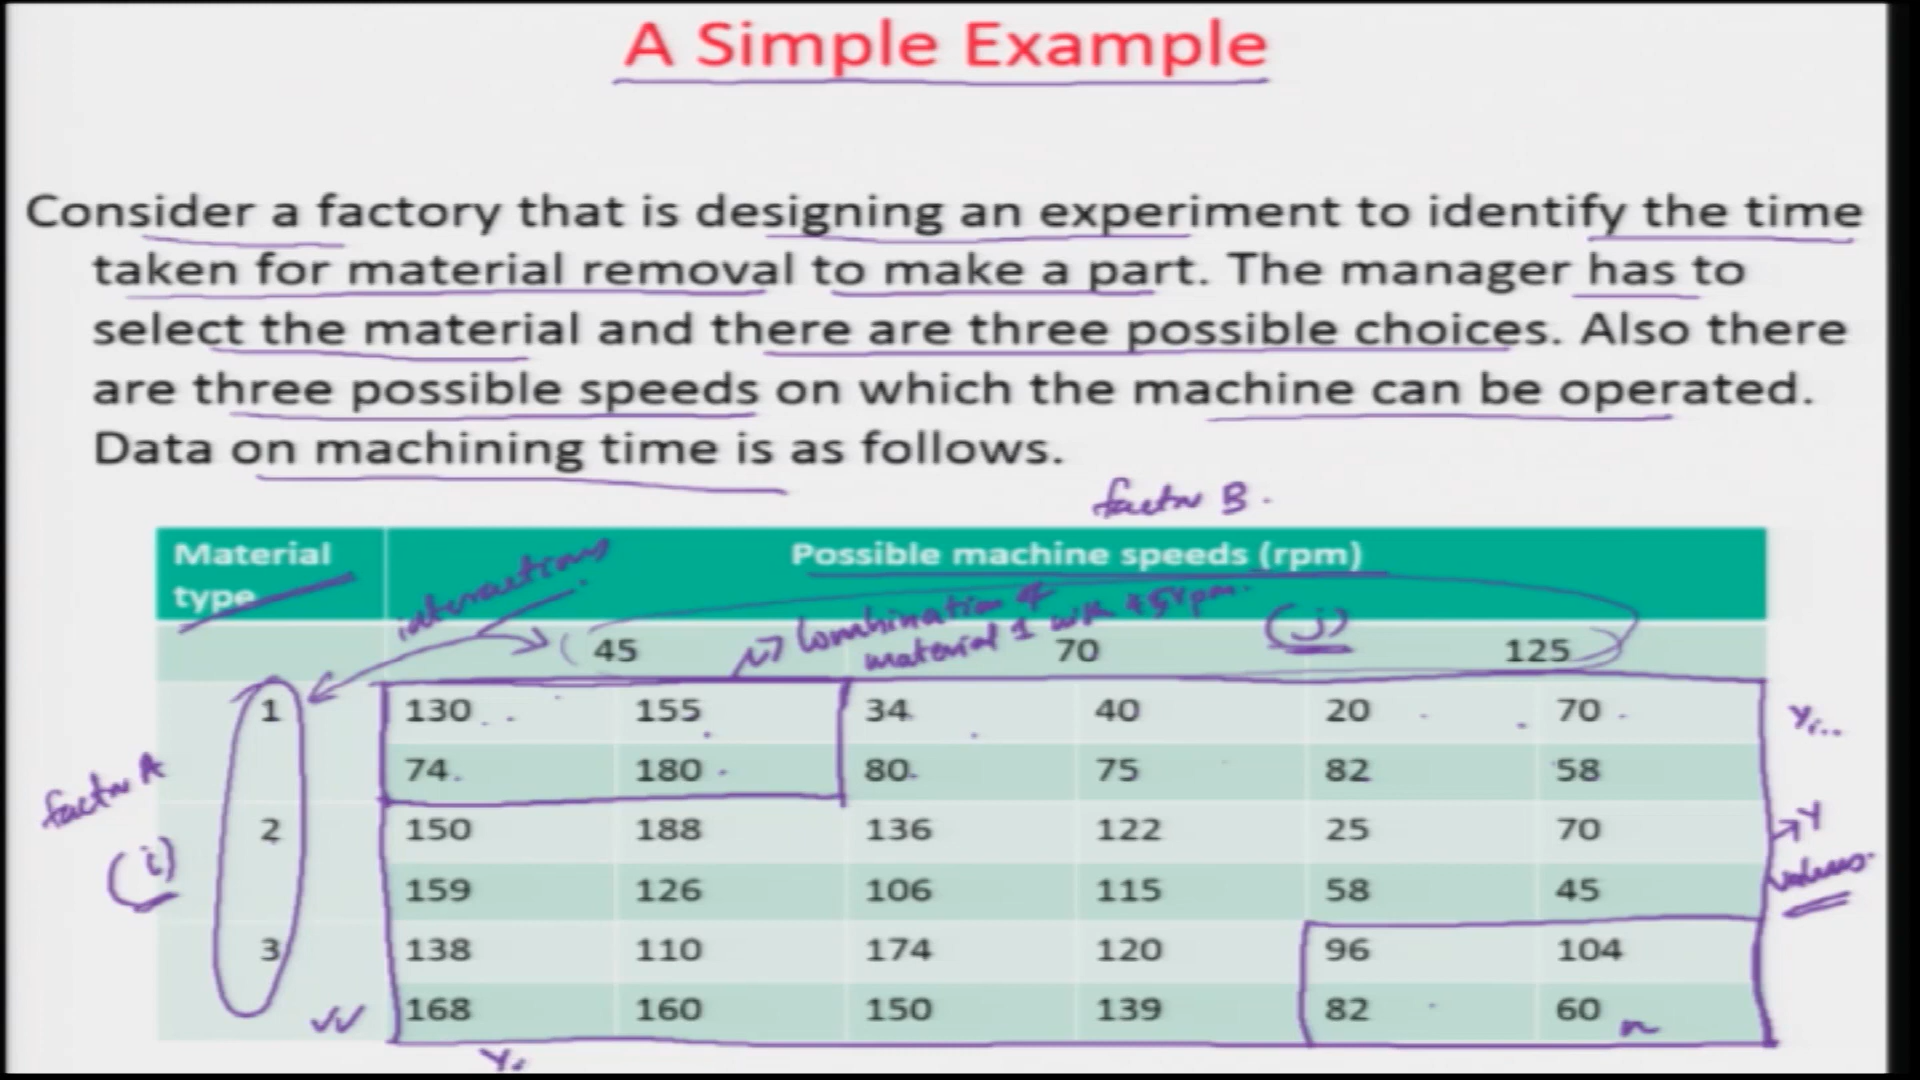 A Simple Example
Consider a factory that is designing an experiment to identify the time
taken for material removal to make a part. The manager has to
select the material and there are three possible choices. Also there
are three possible speeds on which the machine can be operated.
Data on machining time is as follows.
factor B.
Material
type
Possible machine speeds (rpm)
interactions
Combination of
material 1 with 45rpm.
(j)
45 70 125
1 130 155 34 40 20 70
74 180 80 75 82 58
2 150 188 136 122 25 70
159 126 106 115 58 45
3 138 110 174 120 96 104
168 160 150 139 82 60
factor A
(i)
Yi..
Y
values.
n